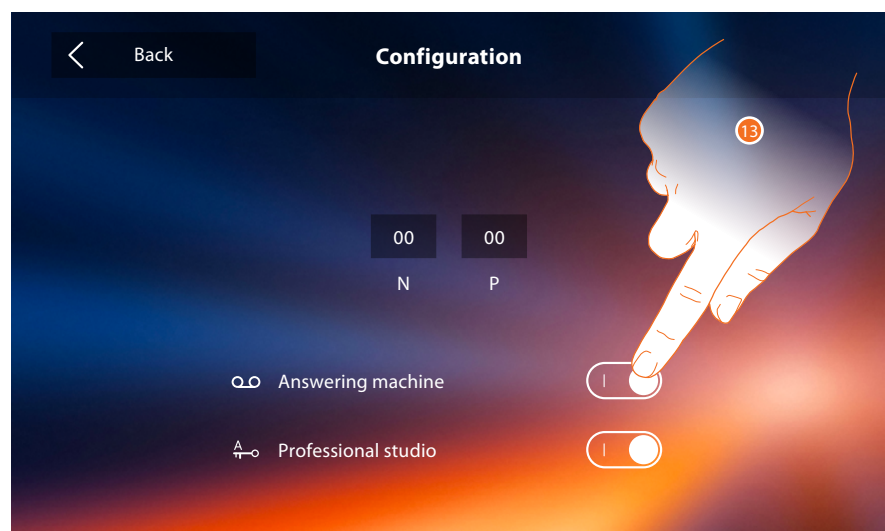 Back
Configuration
13
00 00
N P
Answering machine
A Professional studio